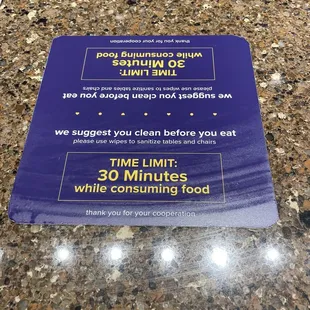 thank you for your cooperation
TIME LIMIT:
30 Minutes
while consuming food
we suggest you clean before you eat
please use wipes to sanitize tables and chairs
we suggest you clean before you eat
please use wipes to sanitize tables and chairs
TIME LIMIT:
30 Minutes
while consuming food
thank you for your cooperation